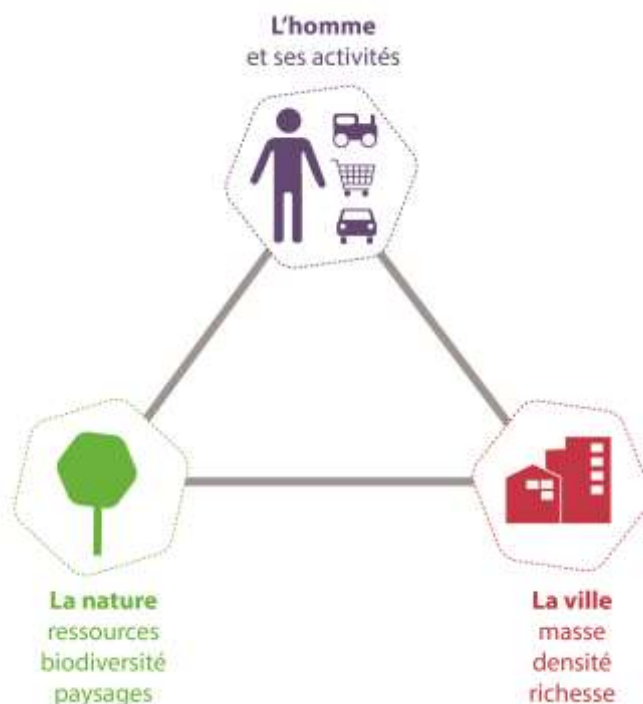 L'homme
et ses activités
La nature
ressources
biodiversité
paysages
La ville
masse
densité
richesse